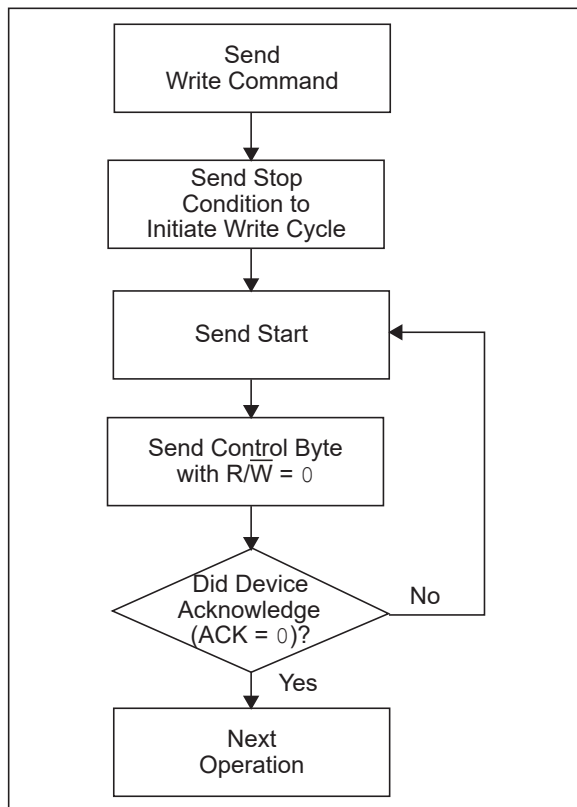 Send
Write Command
Send Stop
Condition to
Initiate Write Cycle
Send Start
Send Control Byte
with R/W̅ = 0
Did Device
Acknowledge
(ACK = 0)?
No
Yes
Next
Operation